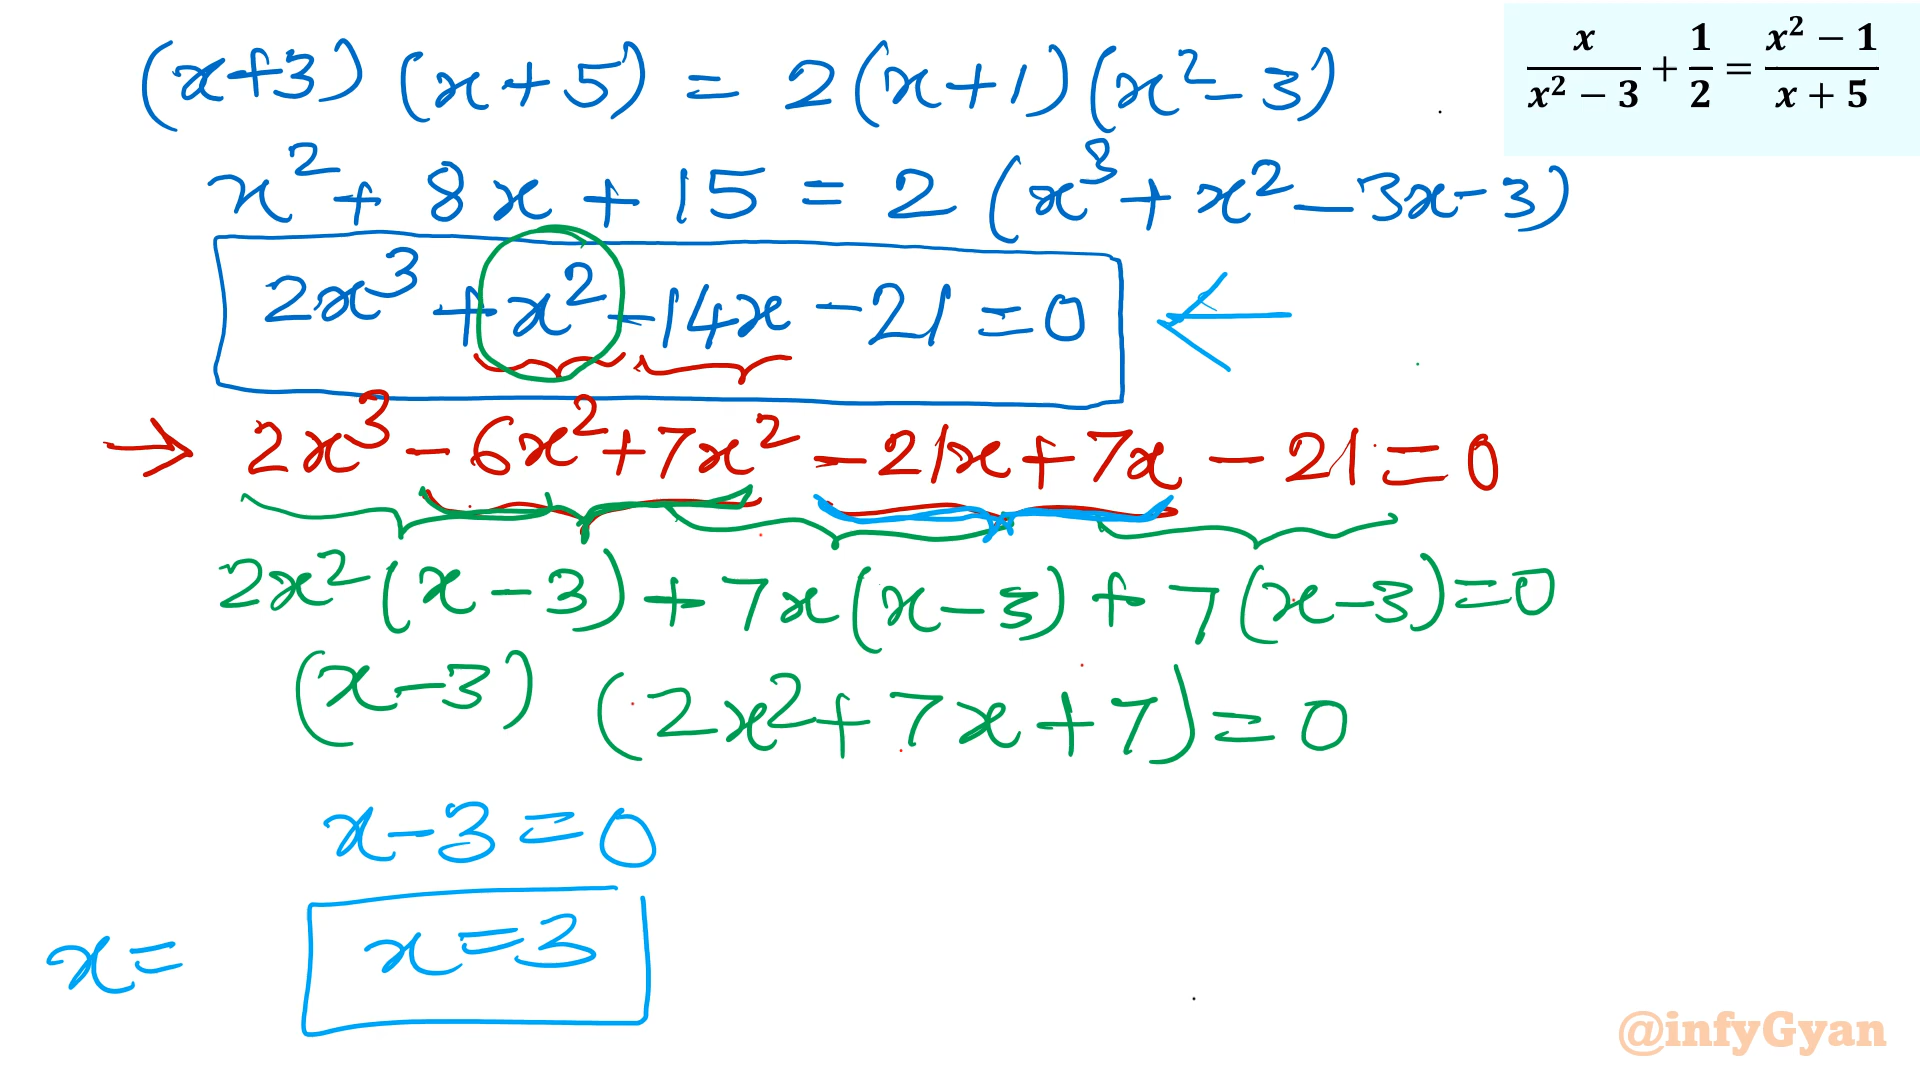 (x+3) (x+5) = 2(x+1)(x²-3)
x/(x² − 3) + 1/2 = (x² − 1)/(x + 5)
x² + 8x + 15 = 2 (x³ + x² - 3x - 3)
2x³ + x² - 14x - 21 = 0 ←
→ 2x³ - 6x² + 7x² - 21x + 7x - 21 = 0
2x²(x-3) + 7x(x-3) + 7(x-3) = 0
(x-3) (2x² + 7x + 7) = 0
x - 3 = 0
x = x = 3
@infyGyan